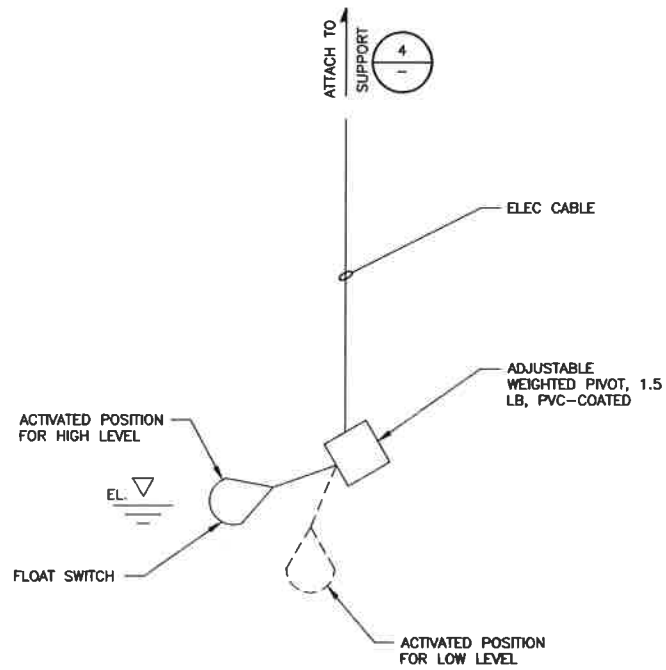 ATTACH TO
SUPPORT
4
-
ELEC CABLE
ADJUSTABLE
WEIGHTED PIVOT, 1.5
LB, PVC-COATED
ACTIVATED POSITION
FOR HIGH LEVEL
EL.
FLOAT SWITCH
ACTIVATED POSITION
FOR LOW LEVEL